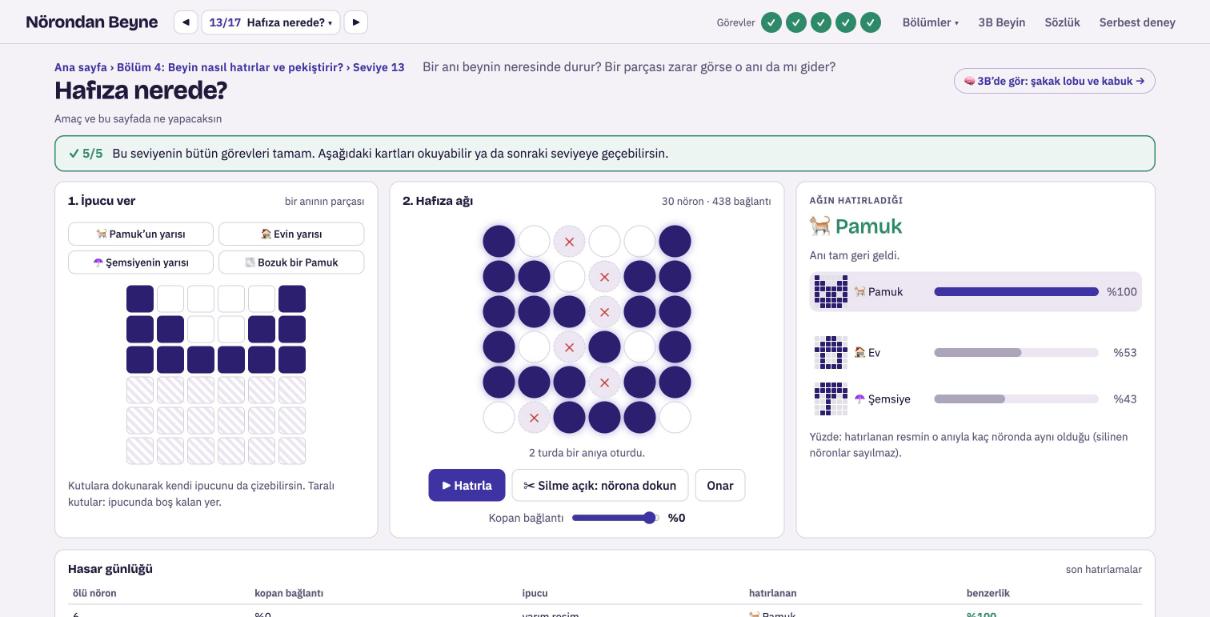 Nörondan Beyne
◀ 13/17 Hafıza nerede? ▾ ▶
Görevler ✓ ✓ ✓ ✓ ✓
Bölümler ▾ 3B Beyin Sözlük Serbest deney
Ana sayfa › Bölüm 4: Beyin nasıl hatırlar ve pekiştirir? › Seviye 13
Bir anı beynin neresinde durur? Bir parçası zarar görse o anı da mı gider?
Hafıza nerede?
🧠 3B’de gör: şakak lobu ve kabuk →
Amaç ve bu sayfada ne yapacaksın
✓ 5/5 Bu seviyenin bütün görevleri tamam. Aşağıdaki kartları okuyabilir ya da sonraki seviyeye geçebilirsin.
1. İpucu ver
bir anının parçası
🐈 Pamuk’un yarısı
🏠 Evin yarısı
☂ Şemsiyenin yarısı
Bozuk bir Pamuk
Kutulara dokunarak kendi ipucunu da çizebilirsin. Taralı
kutular: ipucunda boş kalan yer.
2. Hafıza ağı
30 nöron · 438 bağlantı
2 turda bir anıya oturdu.
▶ Hatırla
✂ Silme açık: nörona dokun
Onar
Kopan bağlantı %0
AĞIN HATIRLADIĞI
🐈 Pamuk
Anı tam geri geldi.
🐈 Pamuk %100
🏠 Ev %53
☂ Şemsiye %43
Yüzde: hatırlanan resmin o anıyla kaç nöronda aynı olduğu (silinen
nöronlar sayılmaz).
Hasar günlüğü
son hatırlamalar
ölü nöron kopan bağlantı ipucu hatırlanan benzerlik
6 %0 yarım resim 🐈 Pamuk %100